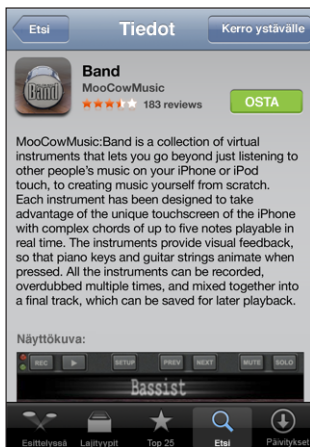 Etsi
Tiedot
Kerro ystävälle
Band
Band
MooCowMusic
183 reviews
OSTA
MooCowMusic:Band is a collection of virtual
instruments that lets you go beyond just listening to
other people's music on your iPhone or iPod
touch, to creating music yourself from scratch.
Each instrument has been designed to take
advantage of the unique touchscreen of the iPhone
with complex chords of up to five notes playable in
real time. The instruments provide visual feedback,
so that piano keys and guitar strings animate when
pressed. All the instruments can be recorded,
overdubbed multiple times, and mixed together into
a final track, which can be saved for later playback.
Näyttökuva:
REC SETUP PREV NEXT MUTE SOLO
Bassist
Esittelyssä Lajityypit Top 25 Etsi Päivitykset